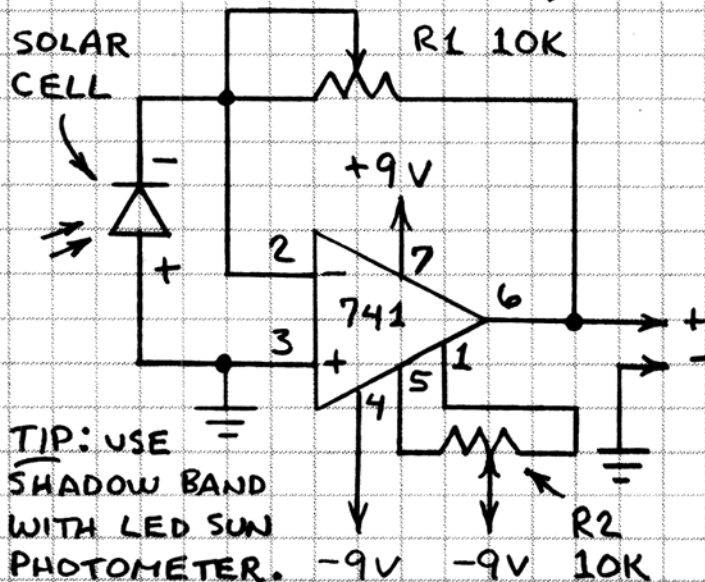 SOLAR
CELL
R1 10K
+9V
-
+
2
-
7
741
6
3
+
1
5
4
+
-
TIP: USE
SHADOW BAND
WITH LED SUN
PHOTOMETER.
-9V
-9V
R2
10K